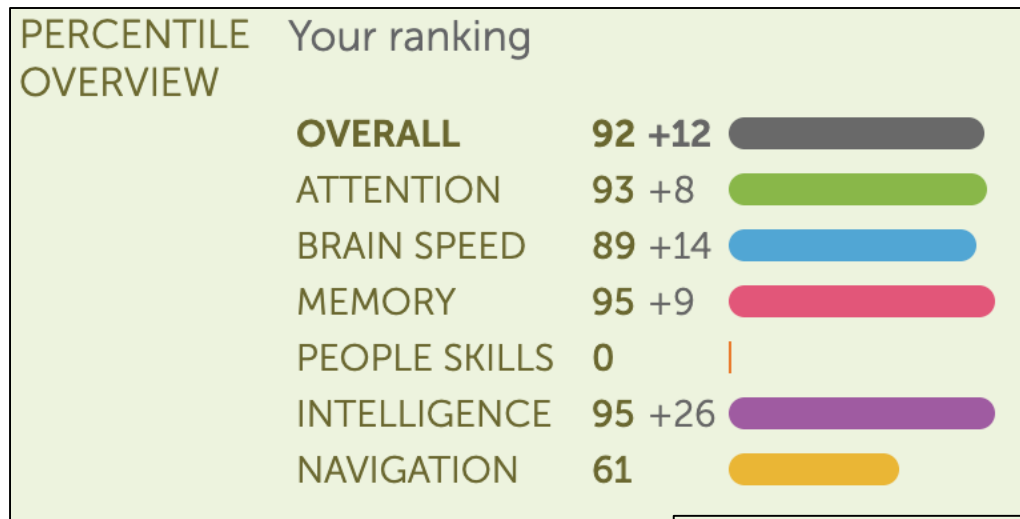 PERCENTILE OVERVIEW
Your ranking
OVERALL 92 +12
ATTENTION 93 +8
BRAIN SPEED 89 +14
MEMORY 95 +9
PEOPLE SKILLS 0
INTELLIGENCE 95 +26
NAVIGATION 61